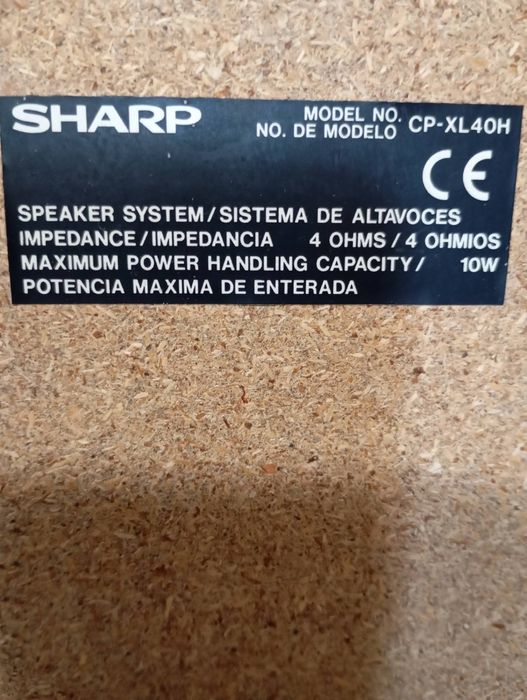 SHARP
MODEL NO.
NO. DE MODELO CP-XL40H
CE
SPEAKER SYSTEM/SISTEMA DE ALTAVOCES
IMPEDANCE/IMPEDANCIA 4 OHMS / 4 OHMIOS
MAXIMUM POWER HANDLING CAPACITY/ 10W
POTENCIA MAXIMA DE ENTERADA